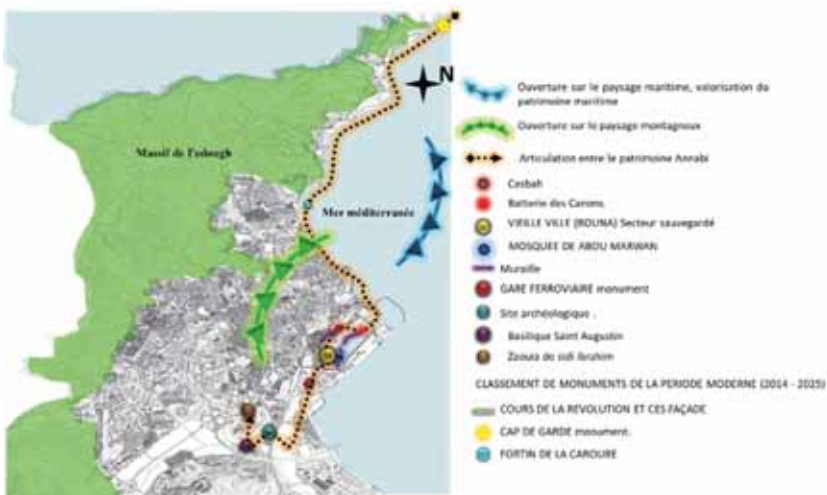 N
Massif de l'edough
Mer méditerranée
Ouverture sur le paysage maritime, valorisation du
patrimoine maritime
Ouverture sur le paysage montagnoux
Articulation entre le patrimoine Annabi
Casbah
Batterie des Canons
VIEILLE VILLE (BOUNA) Secteur sauvegardé
MOSQUEE DE ABOU MARWAN
Muraille
GARE FERROVIAIRE monument
Site archéologique .
Basilique Saint Augustin
Zaouia de sidi Ibrahim
CLASSEMENT DE MONUMENTS DE LA PERIODE MODERNE (2014 - 2025)
COURS DE LA REVOLUTION ET CES FAÇADE
CAP DE GARDE monument.
FORTIN DE LA CAROUBE